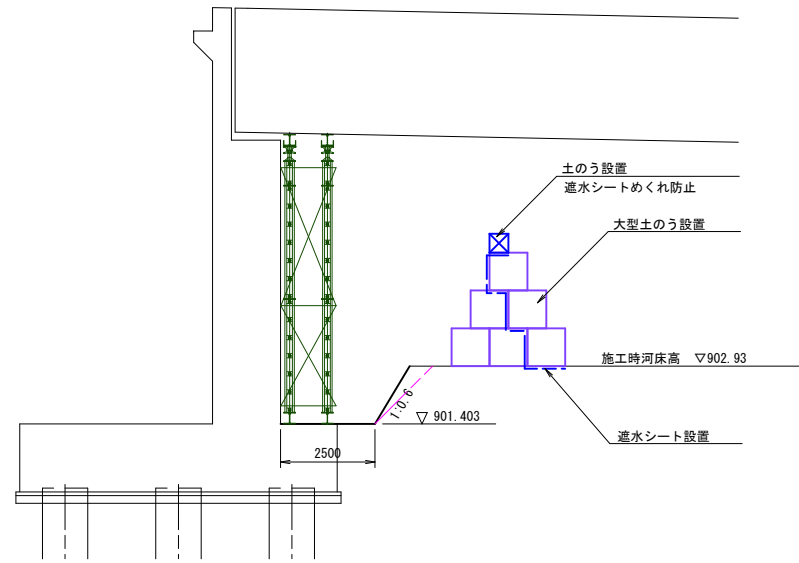 土のう設置
遮水シートめくれ防止
大型土のう設置
施工時河床高　▽902.93
1:0.6
▽ 901.403
遮水シート設置
2500